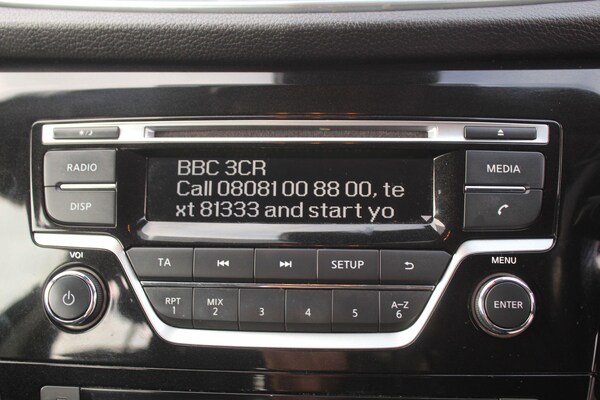 RADIO
DISP
BBC 3CR
Call 08081 00 88 00, te
xt 81333 and start yo
MEDIA
VOL
TA
SETUP
MENU
RPT
1
MIX
2
3
4
5
A-Z
6
ENTER